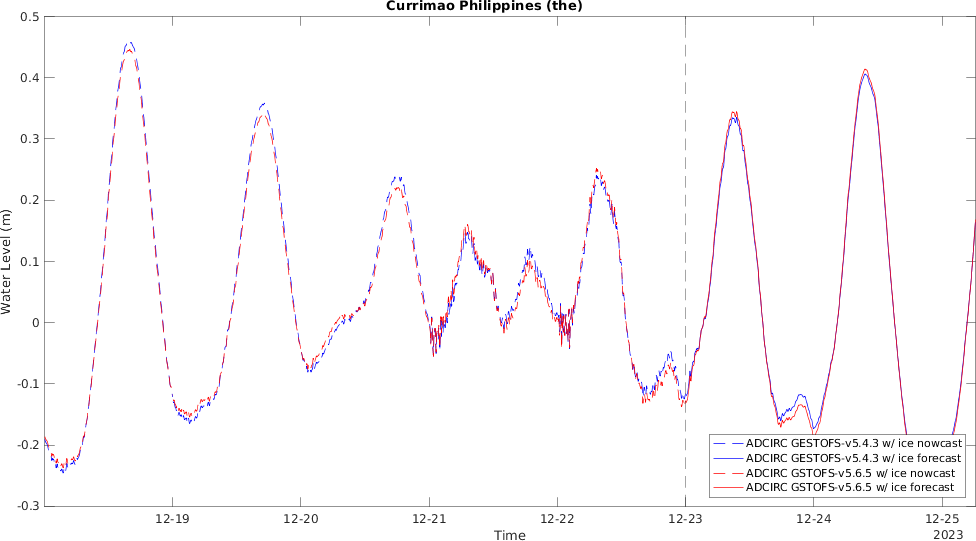 Currimao Philippines (the)
0.5
0.4
0.3
0.2
0.1
0
-0.1
-0.2
-0.3
Water Level (m)
12-19 12-20 12-21 12-22 12-23 12-24 12-25
Time
2023
ADCIRC GESTOFS-v5.4.3 w/ ice nowcast
ADCIRC GESTOFS-v5.4.3 w/ ice forecast
ADCIRC GSTOFS-v5.6.5 w/ ice nowcast
ADCIRC GSTOFS-v5.6.5 w/ ice forecast